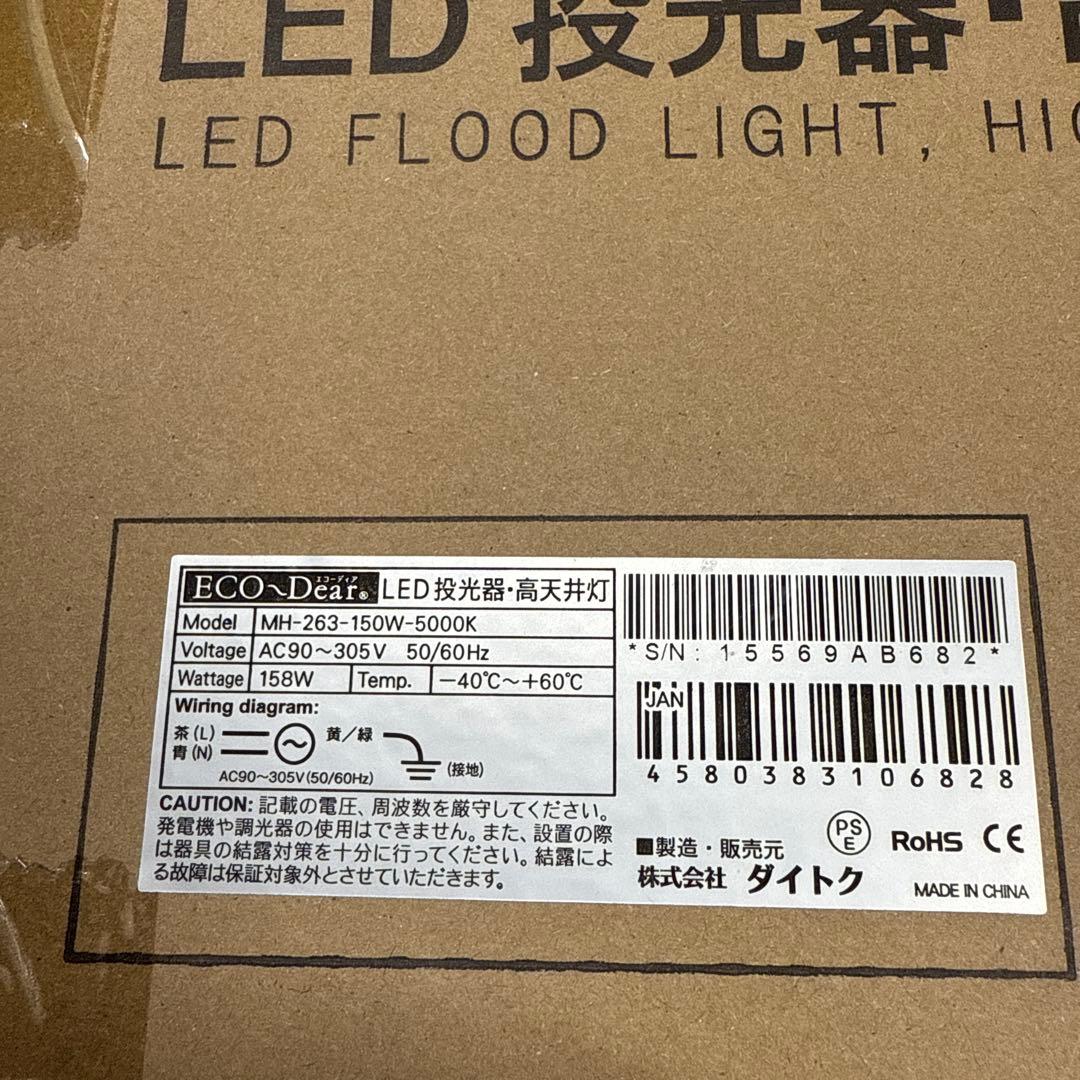 LED 投光器・
LED FLOOD LIGHT, HIG
ECO~Dear® エコーディア LED 投光器・高天井灯
Model MH-263-150W-5000K
Voltage AC90～305V 50/60Hz
Wattage 158W Temp. －40℃～＋60℃
Wiring diagram:
茶(L)
青(N)
黄／緑
(接地)
AC90～305V(50/60Hz)
CAUTION: 記載の電圧、周波数を厳守してください。
発電機や調光器の使用はできません。また、設置の際
は器具の結露対策を十分に行ってください。結露によ
る故障は保証対象外とさせていただきます。
*S/N: 15569AB682*
JAN
4580383106828
■製造・販売元
株式会社 ダイトク
PSE RoHS CE
MADE IN CHINA